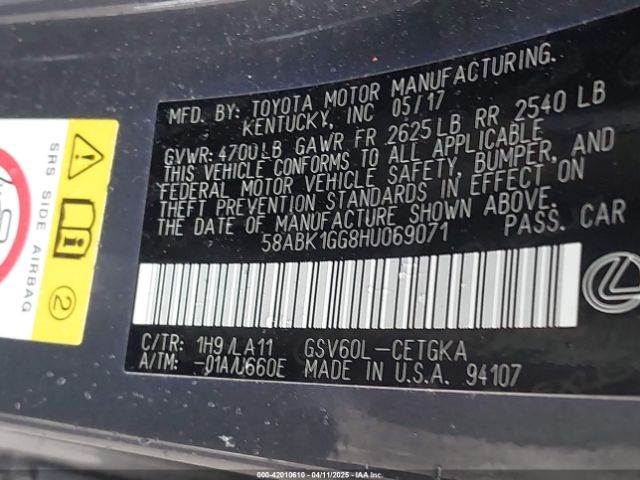 MFD. BY: TOYOTA MOTOR MANUFACTURING.
KENTUCKY, INC 05/17
GVWR: 4700LB GAWR FR 2625LB RR 2540 LB
THIS VEHICLE CONFORMS TO ALL APPLICABLE
FEDERAL MOTOR VEHICLE SAFETY, BUMPER, AND
THEFT PREVENTION STANDARDS IN EFFECT ON
THE DATE OF MANUFACTURE SHOWN ABOVE.
58ABK1GG8HU069071 PASS. CAR
C/TR: 1H9/LA11 GSV60L-CETGKA
A/TM: -01A/U660E MADE IN U.S.A. 94107
SRS SIDE AIRBAG
2
000-42010610 - 04/11/2025 - IAAI.COM